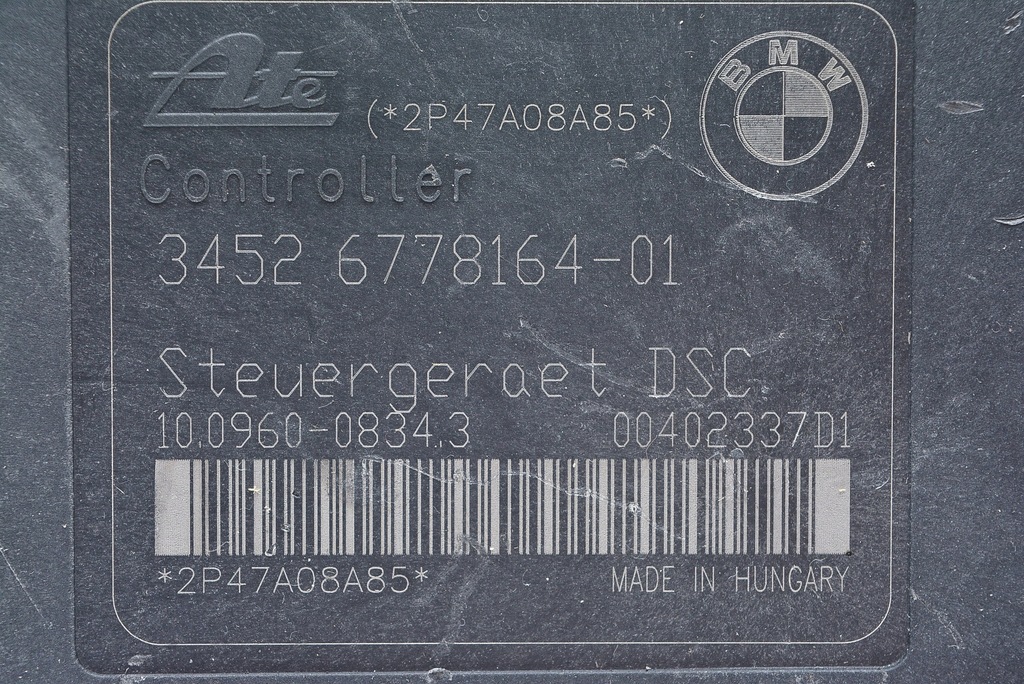 Ate
(*2P47A08A85*)
BMW
Controller
3452 6778164-01
Steuergeraet DSC
10.0960-0834.3 00402337D1
*2P47A08A85* MADE IN HUNGARY